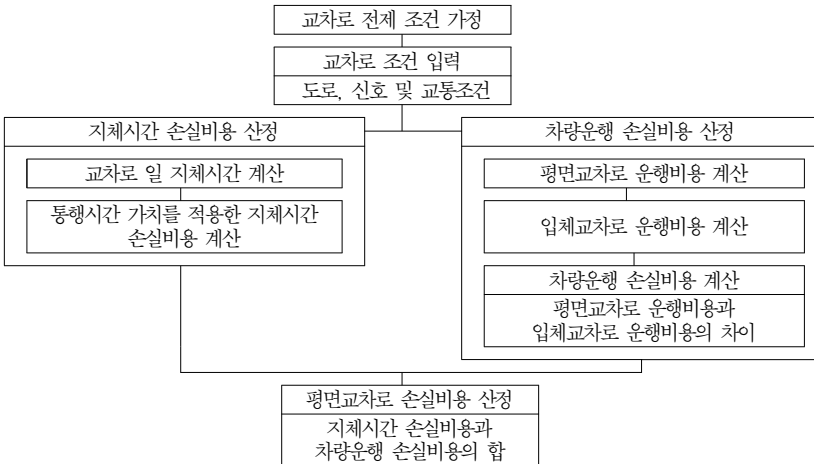 교차로 전제 조건 가정
교차로 조건 입력
도로, 신호 및 교통조건
지체시간 손실비용 산정
교차로 일 지체시간 계산
통행시간 가치를 적용한 지체시간
손실비용 계산
차량운행 손실비용 산정
평면교차로 운행비용 계산
입체교차로 운행비용 계산
차량운행 손실비용 계산
평면교차로 운행비용과
입체교차로 운행비용의 차이
평면교차로 손실비용 산정
지체시간 손실비용과
차량운행 손실비용의 합